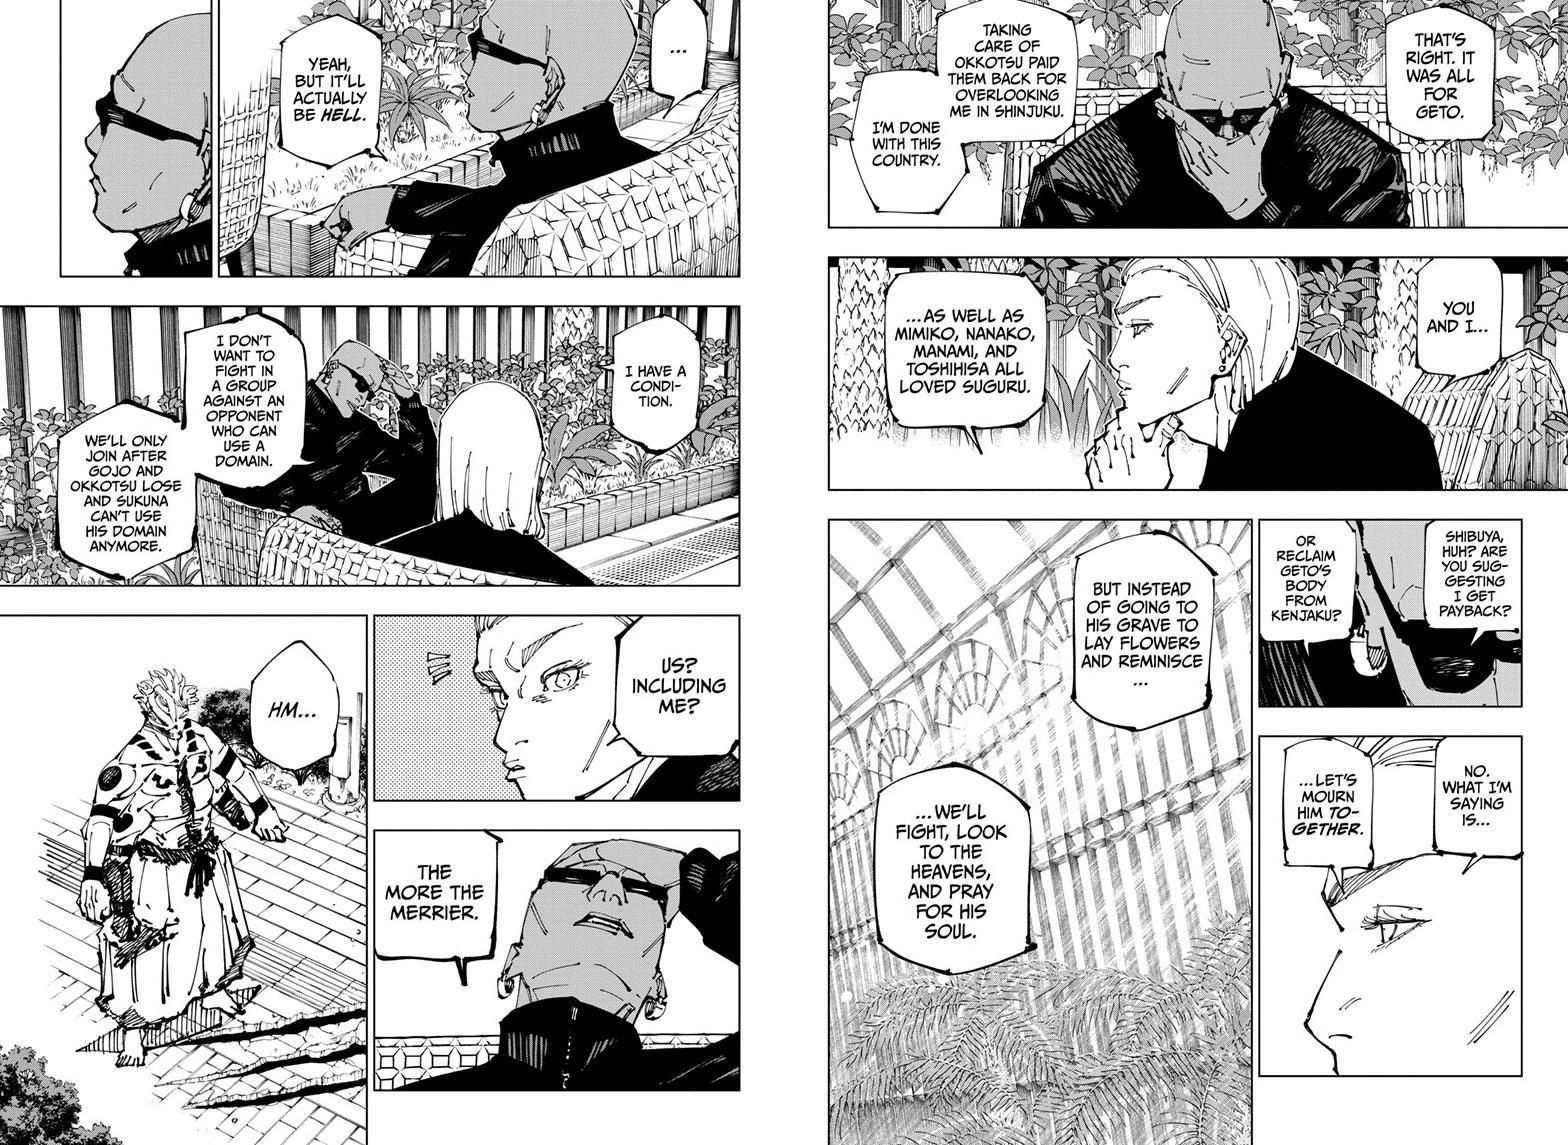 THAT'S
RIGHT. IT
WAS ALL
FOR
GETO.
TAKING
CARE OF
OKKOTSU PAID
THEM BACK FOR
OVERLOOKING
ME IN SHINJUKU.
I'M DONE
WITH THIS
COUNTRY.
YOU
AND I...
...AS WELL AS
MIMIKO, NANAKO,
MANAMI, AND
TOSHIHISA ALL
LOVED SUGURU.
SHIBUYA,
HUH? ARE
YOU SUG-
GESTING
I GET
PAYBACK?
OR
RECLAIM
GETO'S
BODY
FROM
KENJAKU?
NO.
WHAT I'M
SAYING
IS...
...LET'S
MOURN
HIM TO-
GETHER.
BUT INSTEAD
OF GOING TO
HIS GRAVE TO
LAY FLOWERS
AND REMINISCE
...
...WE'LL
FIGHT, LOOK
TO THE
HEAVENS,
AND PRAY
FOR HIS
SOUL.
...
YEAH,
BUT IT'LL
ACTUALLY
BE HELL.
I HAVE A
CONDI-
TION.
I DON'T
WANT TO
FIGHT IN
A GROUP
AGAINST AN
OPPONENT
WHO CAN
USE A
DOMAIN.
WE'LL ONLY
JOIN AFTER
GOJO AND
OKKOTSU LOSE
AND SUKUNA
CAN'T USE
HIS DOMAIN
ANYMORE.
US?
INCLUDING
ME?
THE
MORE THE
MERRIER.
HM...